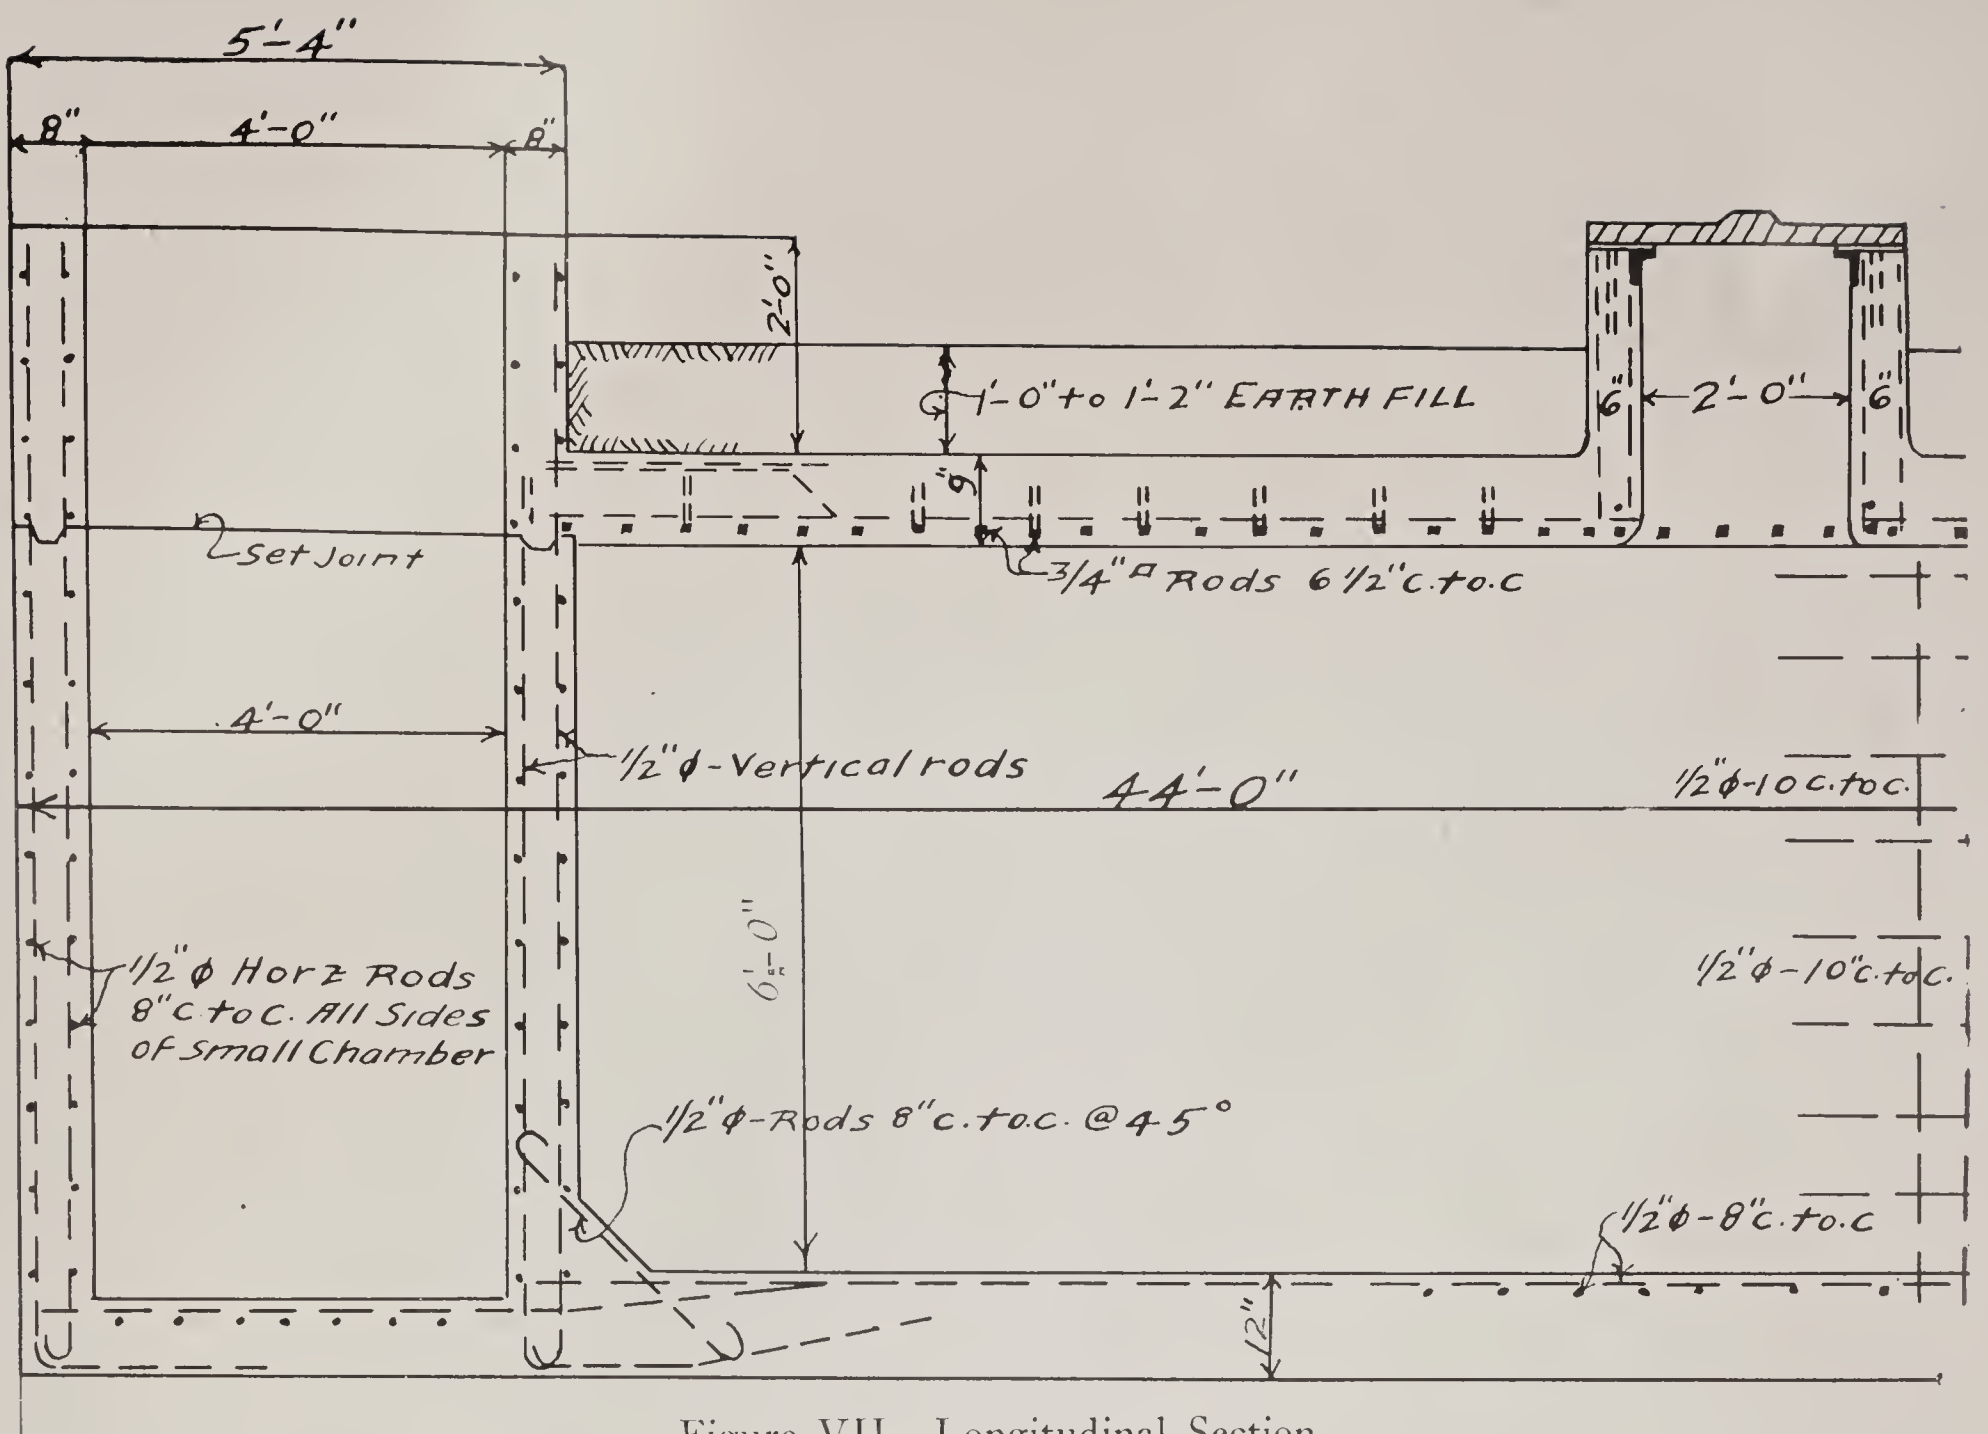 5'-4"
8" 4'-0" 8"
2'-0"
1'-0" to 1'-2" EARTH FILL
6" 2'-0" 6"
9"
Set Joint
3/4" □ Rods 6 1/2" C. to. C
4'-0"
1/2" ϕ - Vertical rods
44'-0"
1/2" ϕ-10 C. to C.
6'-0"
1/2" ϕ Horz Rods
8" C. to C. All Sides
of Small Chamber
1/2" ϕ-10" C. to C.
1/2" ϕ-Rods 8" C. to. C. @ 45°
1/2" ϕ-8" C. to. C
12"
Figure VII Longitudinal Section